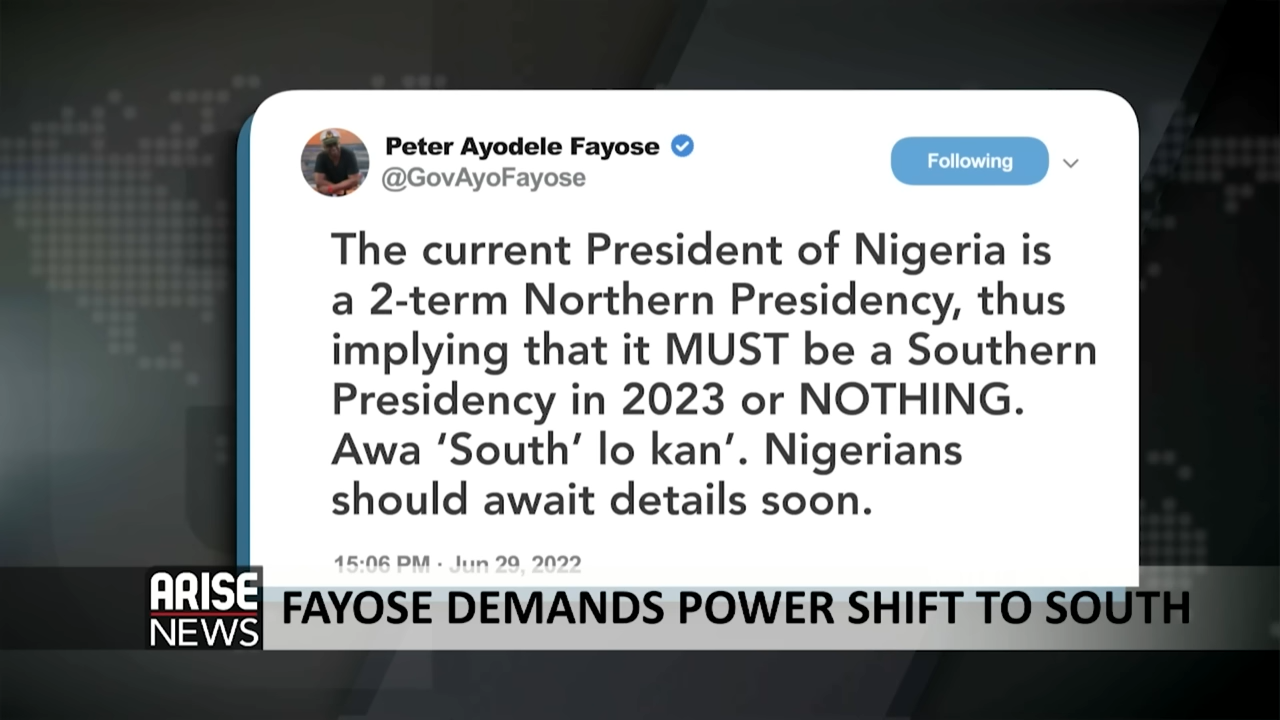 Peter Ayodele Fayose
@GovAyoFayose
Following
The current President of Nigeria is
a 2-term Northern Presidency, thus
implying that it MUST be a Southern
Presidency in 2023 or NOTHING.
Awa ‘South’ lo kan’. Nigerians
should await details soon.
15:06 PM · Jun 29, 2022
ARISE
NEWS
FAYOSE DEMANDS POWER SHIFT TO SOUTH